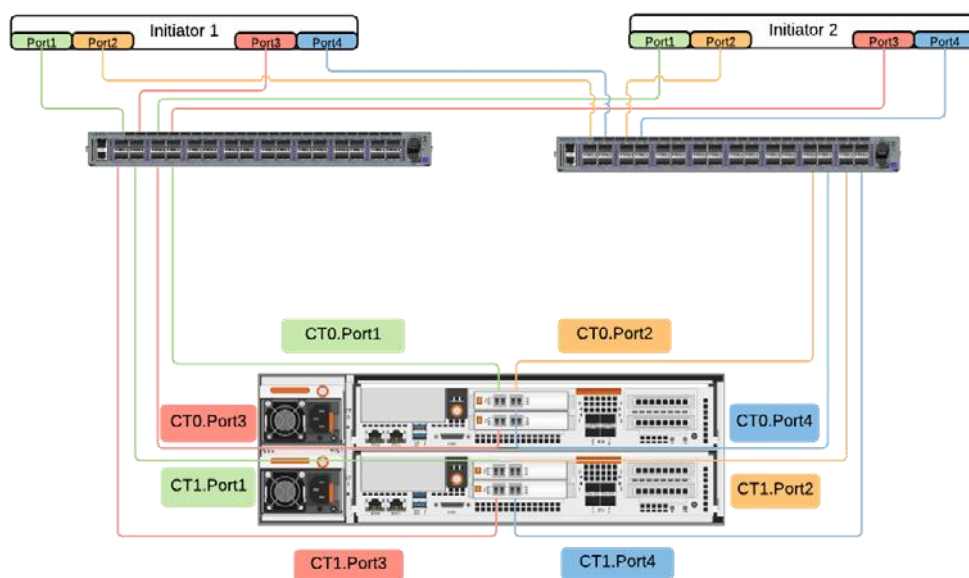 Initiator 1
Port1 Port2 Port3 Port4
Initiator 2
Port1 Port2 Port3 Port4
CT0.Port1
CT0.Port2
CT0.Port3
CT0.Port4
CT1.Port1
CT1.Port2
CT1.Port3
CT1.Port4